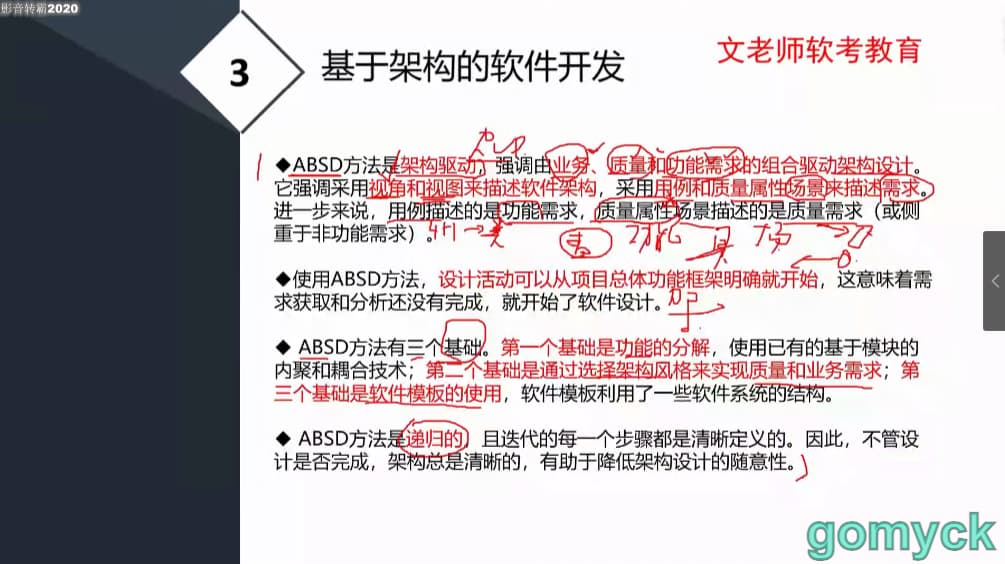 影音转霸2020
3
基于架构的软件开发
文老师软考教育
◆ABSD方法是架构驱动，强调由业务、质量和功能需求的组合驱动架构设计。
它强调采用视角和视图来描述软件架构，采用用例和质量属性场景来描述需求。
进一步来说，用例描述的是功能需求，质量属性场景描述的是质量需求（或侧
重于非功能需求）。
◆使用ABSD方法，设计活动可以从项目总体功能框架明确就开始，这意味着需
求获取和分析还没有完成，就开始了软件设计。
◆ ABSD方法有三个基础。第一个基础是功能的分解，使用已有的基于模块的
内聚和耦合技术；第二个基础是通过选择架构风格来实现质量和业务需求；第
三个基础是软件模板的使用，软件模板利用了一些软件系统的结构。
◆ ABSD方法是递归的，且迭代的每一个步骤都是清晰定义的。因此，不管设
计是否完成，架构总是清晰的，有助于降低架构设计的随意性。
gomyck